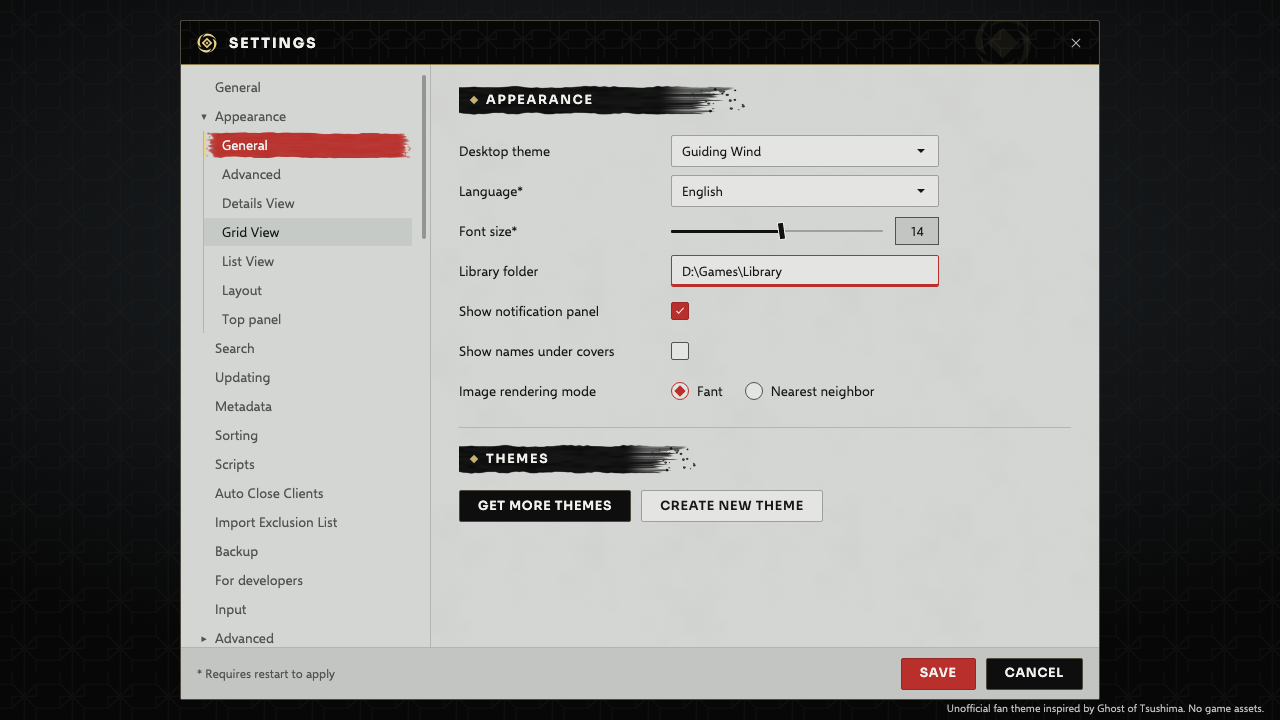 SETTINGS
General
Appearance
General
Advanced
Details View
Grid View
List View
Layout
Top panel
Search
Updating
Metadata
Sorting
Scripts
Auto Close Clients
Import Exclusion List
Backup
For developers
Input
Advanced
APPEARANCE
Desktop theme
Guiding Wind
Language*
English
Font size*
14
Library folder
D:\Games\Library
Show notification panel
Show names under covers
Image rendering mode
Fant
Nearest neighbor
THEMES
GET MORE THEMES
CREATE NEW THEME
* Requires restart to apply
SAVE
CANCEL
Unofficial fan theme inspired by Ghost of Tsushima. No game assets.